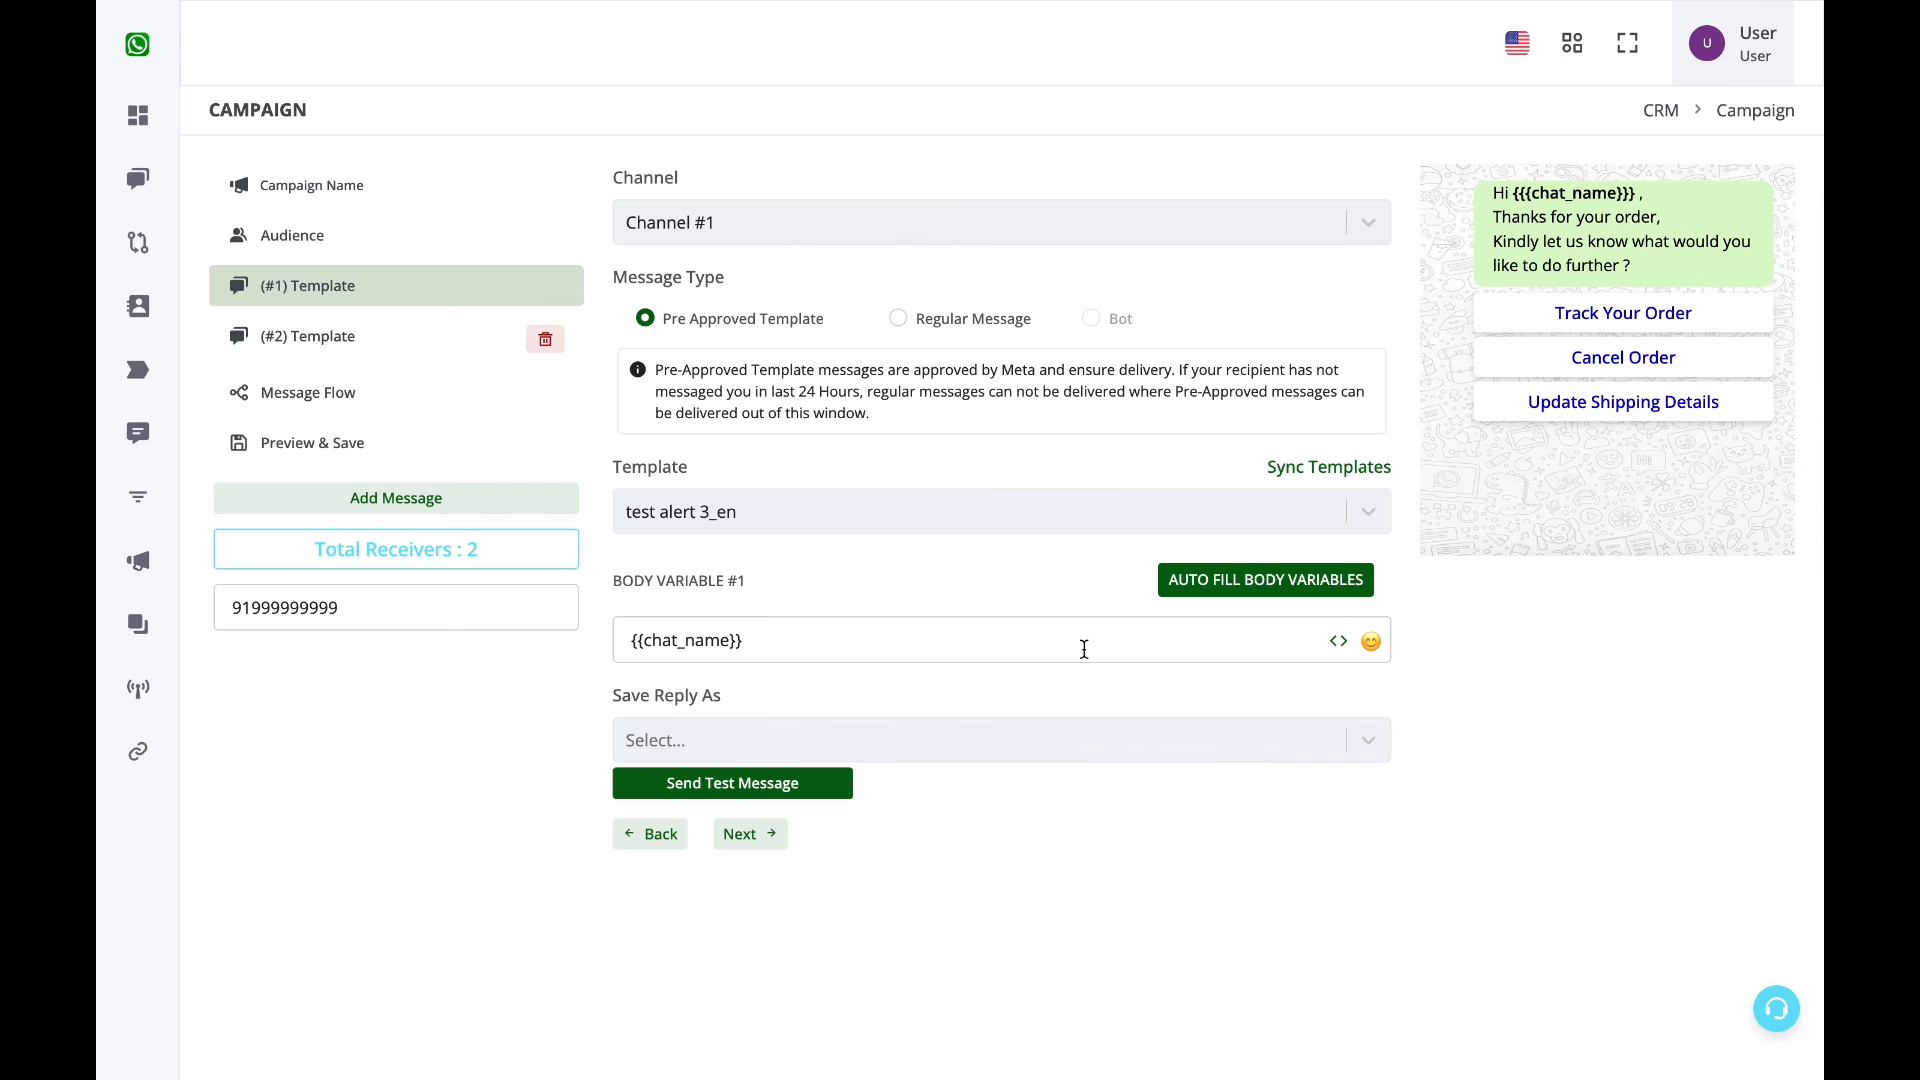 U
User
User
CAMPAIGN
CRM > Campaign
Campaign Name
Audience
(#1) Template
(#2) Template
Message Flow
Preview & Save
Add Message
Total Receivers : 2
91999999999
Channel
Channel #1
Message Type
Pre Approved Template
Regular Message
Bot
Pre-Approved Template messages are approved by Meta and ensure delivery. If your recipient has not
messaged you in last 24 Hours, regular messages can not be delivered where Pre-Approved messages can
be delivered out of this window.
Template
Sync Templates
test alert 3_en
BODY VARIABLE #1
AUTO FILL BODY VARIABLES
{{chat_name}}
Save Reply As
Select...
Send Test Message
Back
Next
Hi {{{chat_name}}} ,
Thanks for your order,
Kindly let us know what would you
like to do further ?
Track Your Order
Cancel Order
Update Shipping Details
Hi